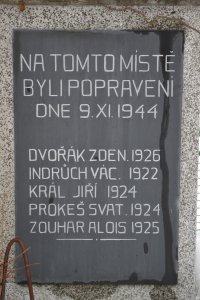 NA TOMTO MÍSTĚ
BYLI POPRAVENI
DNE 9. XI. 1944
DVOŘÁK ZDEN. 1926
INDRŮCH VÁC. 1922
KRÁL JIŘÍ 1924
PROKEŠ SVAT. 1924
ZOUHAR ALOIS 1925